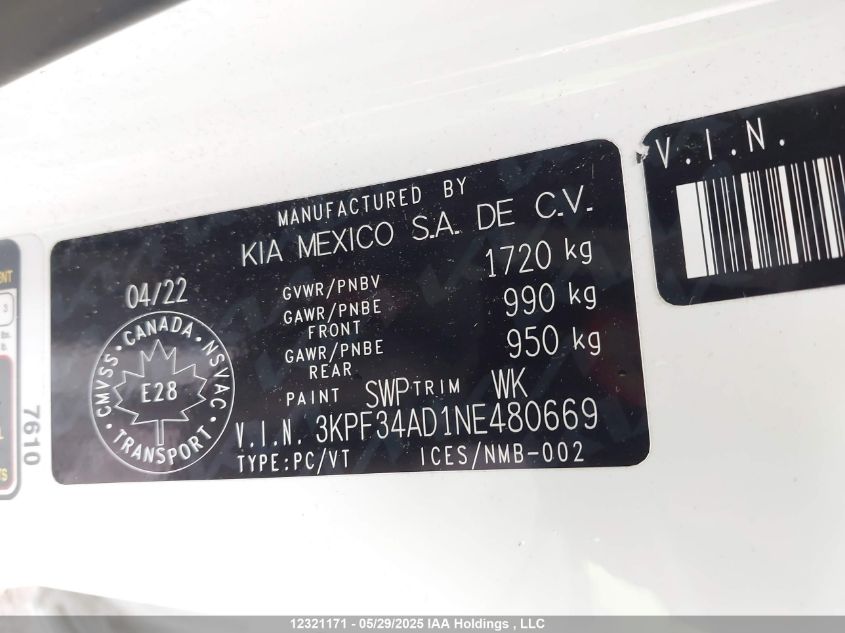 MANUFACTURED BY
KIA MEXICO S.A. DE C.V.
04/22
GVWR/PNBV 1720 kg
GAWR/PNBE FRONT 990 kg
GAWR/PNBE REAR 950 kg
PAINT SWP TRIM WK
V.I.N. 3KPF34AD1NE480669
TYPE:PC/VT ICES/NMB-002
CANADA
CMVSS NSVAC
E28
TRANSPORT
V.I.N.
7610
12321171 - 05/29/2025 IAA Holdings , LLC